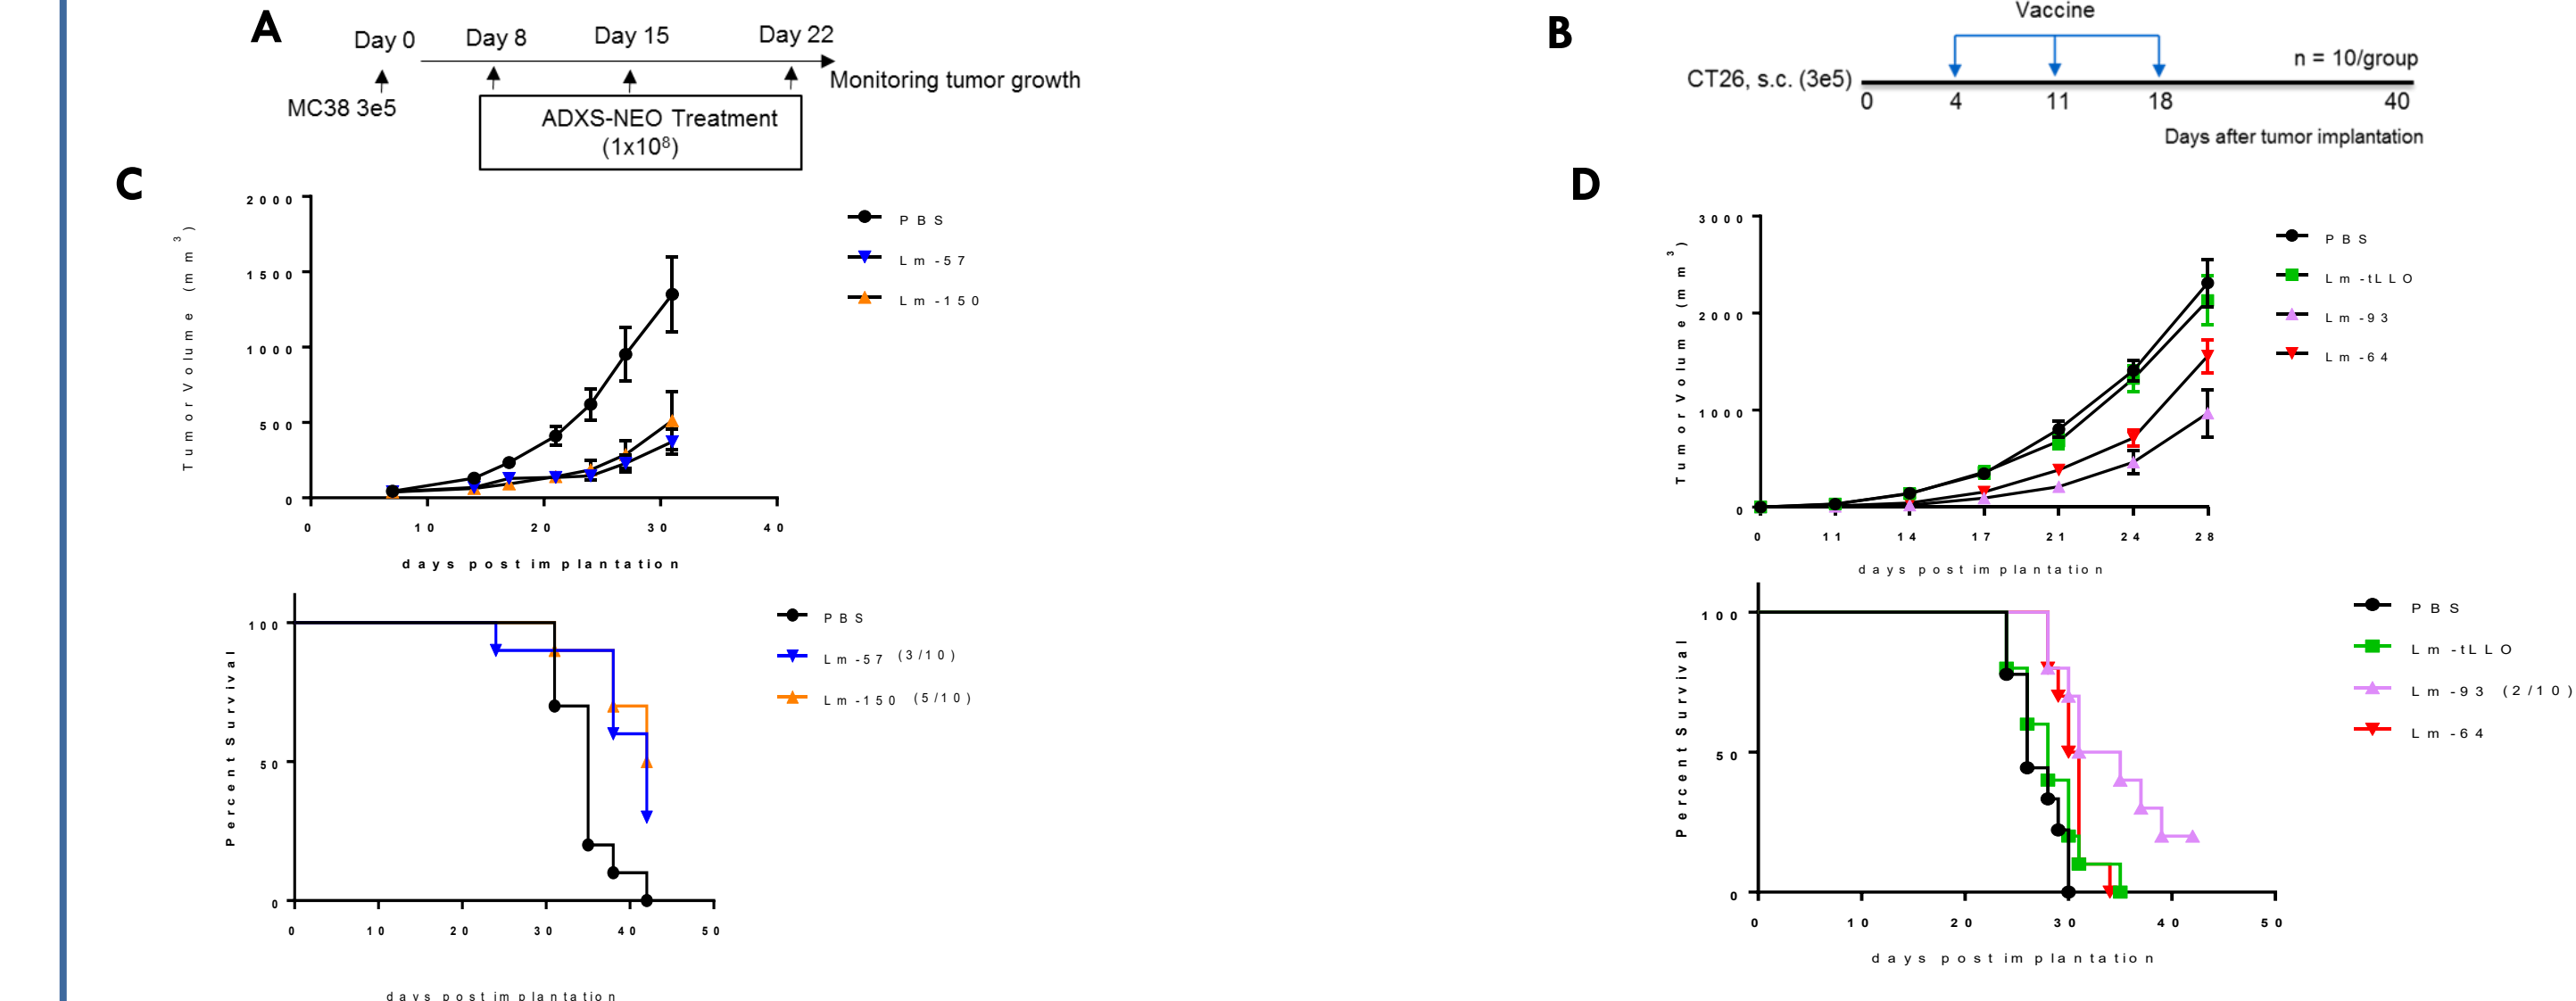 A
Day 0
Day 8
Day 15
Day 22
Monitoring tumor growth
MC38 3e5
ADXS-NEO Treatment
(1x10⁸)
B
Vaccine
n = 10/group
CT26, s.c. (3e5)
0
4
11
18
40
Days after tumor implantation
C
Tumor Volume (mm³)
2000
1500
1000
500
0
0
10
20
30
40
days post implantation
PBS
Lm-57
Lm-150
Percent Survival
100
50
0
0
10
20
30
40
50
days post implantation
PBS
Lm-57 (3/10)
Lm-150 (5/10)
D
Tumor Volume (mm³)
3000
2000
1000
0
0
11
14
17
21
24
28
days post implantation
PBS
Lm-tLLO
Lm-93
Lm-64
Percent Survival
100
50
0
0
10
20
30
40
50
days post implantation
PBS
Lm-tLLO
Lm-93 (2/10)
Lm-64